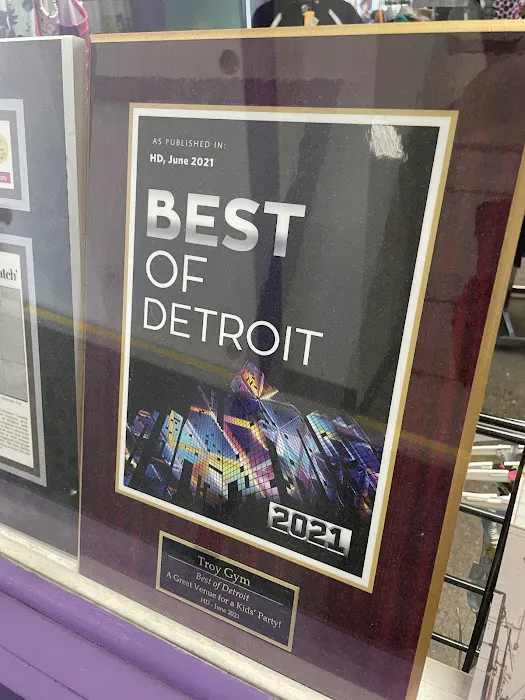 AS PUBLISHED IN:
HD, June 2021
BEST
OF
DETROIT
2021
Troy Gym
Best of Detroit
A Great Venue for a Kids' Party!
HD - June 2021
atch'